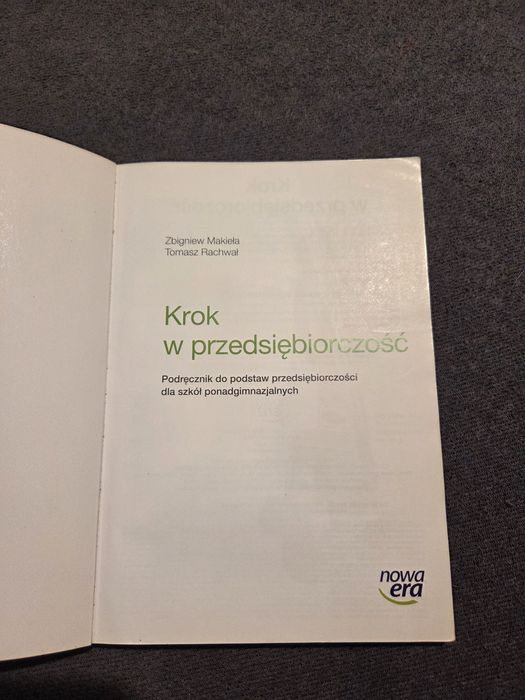 Zbigniew Makieła
Tomasz Rachwał
Krok
w przedsiębiorczość
Podręcznik do podstaw przedsiębiorczości
dla szkół ponadgimnazjalnych
nowa
era